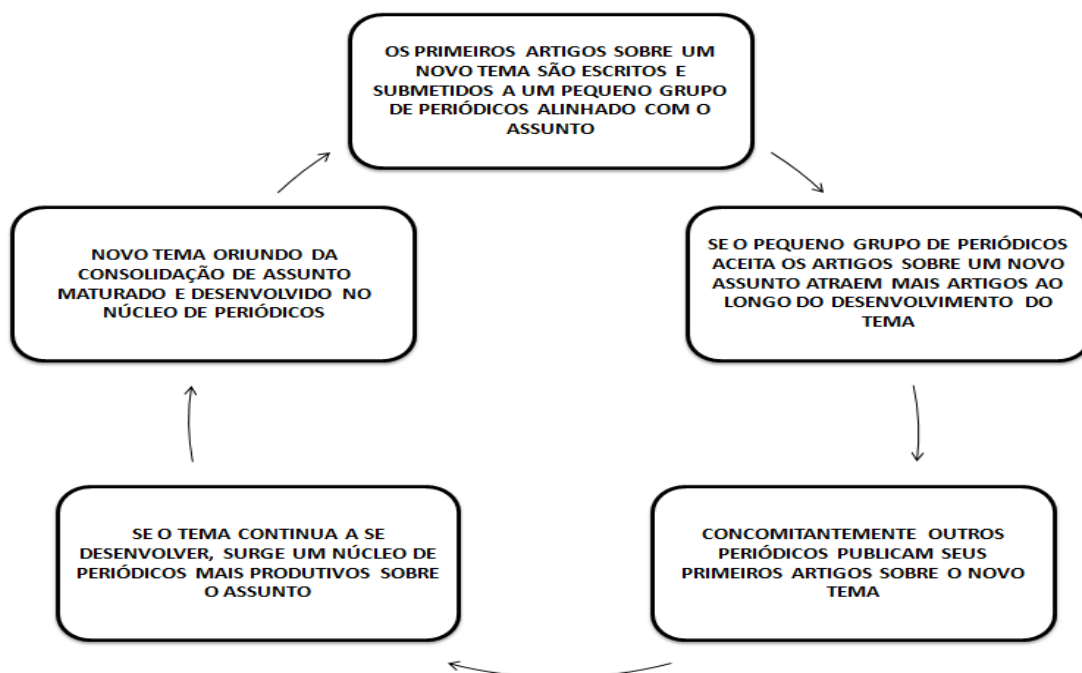 OS PRIMEIROS ARTIGOS SOBRE UM
NOVO TEMA SÃO ESCRITOS E
SUBMETIDOS A UM PEQUENO GRUPO
DE PERIÓDICOS ALINHADO COM O
ASSUNTO
SE O PEQUENO GRUPO DE PERIÓDICOS
ACEITA OS ARTIGOS SOBRE UM NOVO
ASSUNTO ATRAEM MAIS ARTIGOS AO
LONGO DO DESENVOLVIMENTO DO
TEMA
CONCOMITANTEMENTE OUTROS
PERIÓDICOS PUBLICAM SEUS
PRIMEIROS ARTIGOS SOBRE O NOVO
TEMA
SE O TEMA CONTINUA A SE
DESENVOLVER, SURGE UM NÚCLEO DE
PERIÓDICOS MAIS PRODUTIVOS SOBRE
O ASSUNTO
NOVO TEMA ORIUNDO DA
CONSOLIDAÇÃO DE ASSUNTO
MATURADO E DESENVOLVIDO NO
NÚCLEO DE PERIÓDICOS